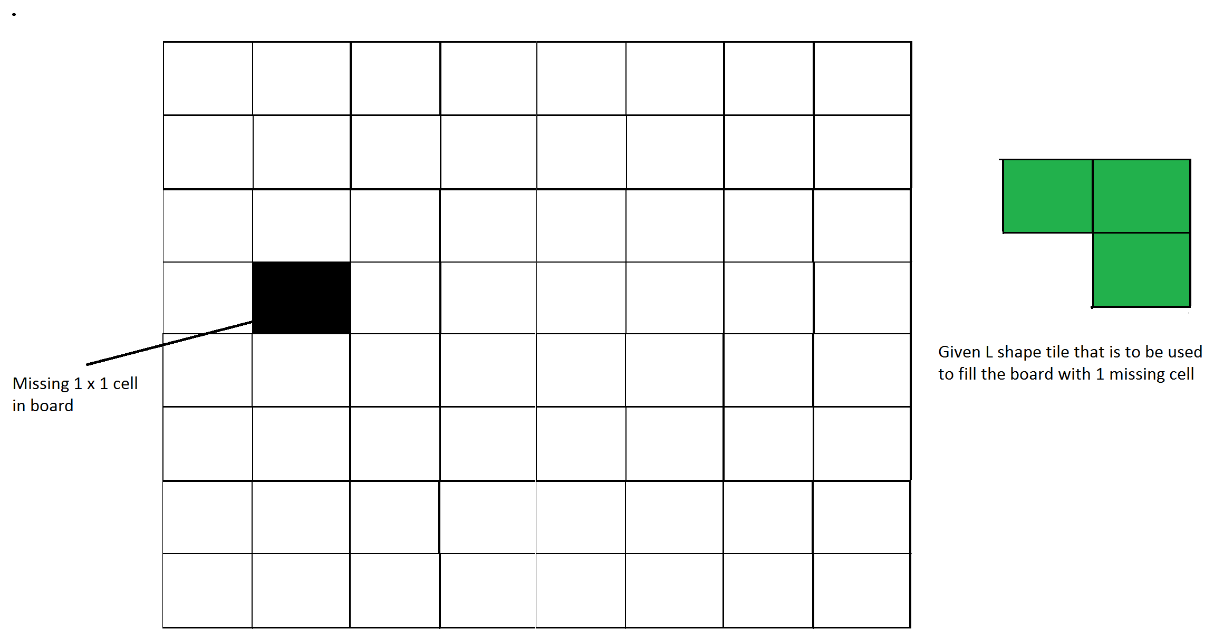 .
Missing 1 x 1 cell
in board
Given L shape tile that is to be used
to fill the board with 1 missing cell